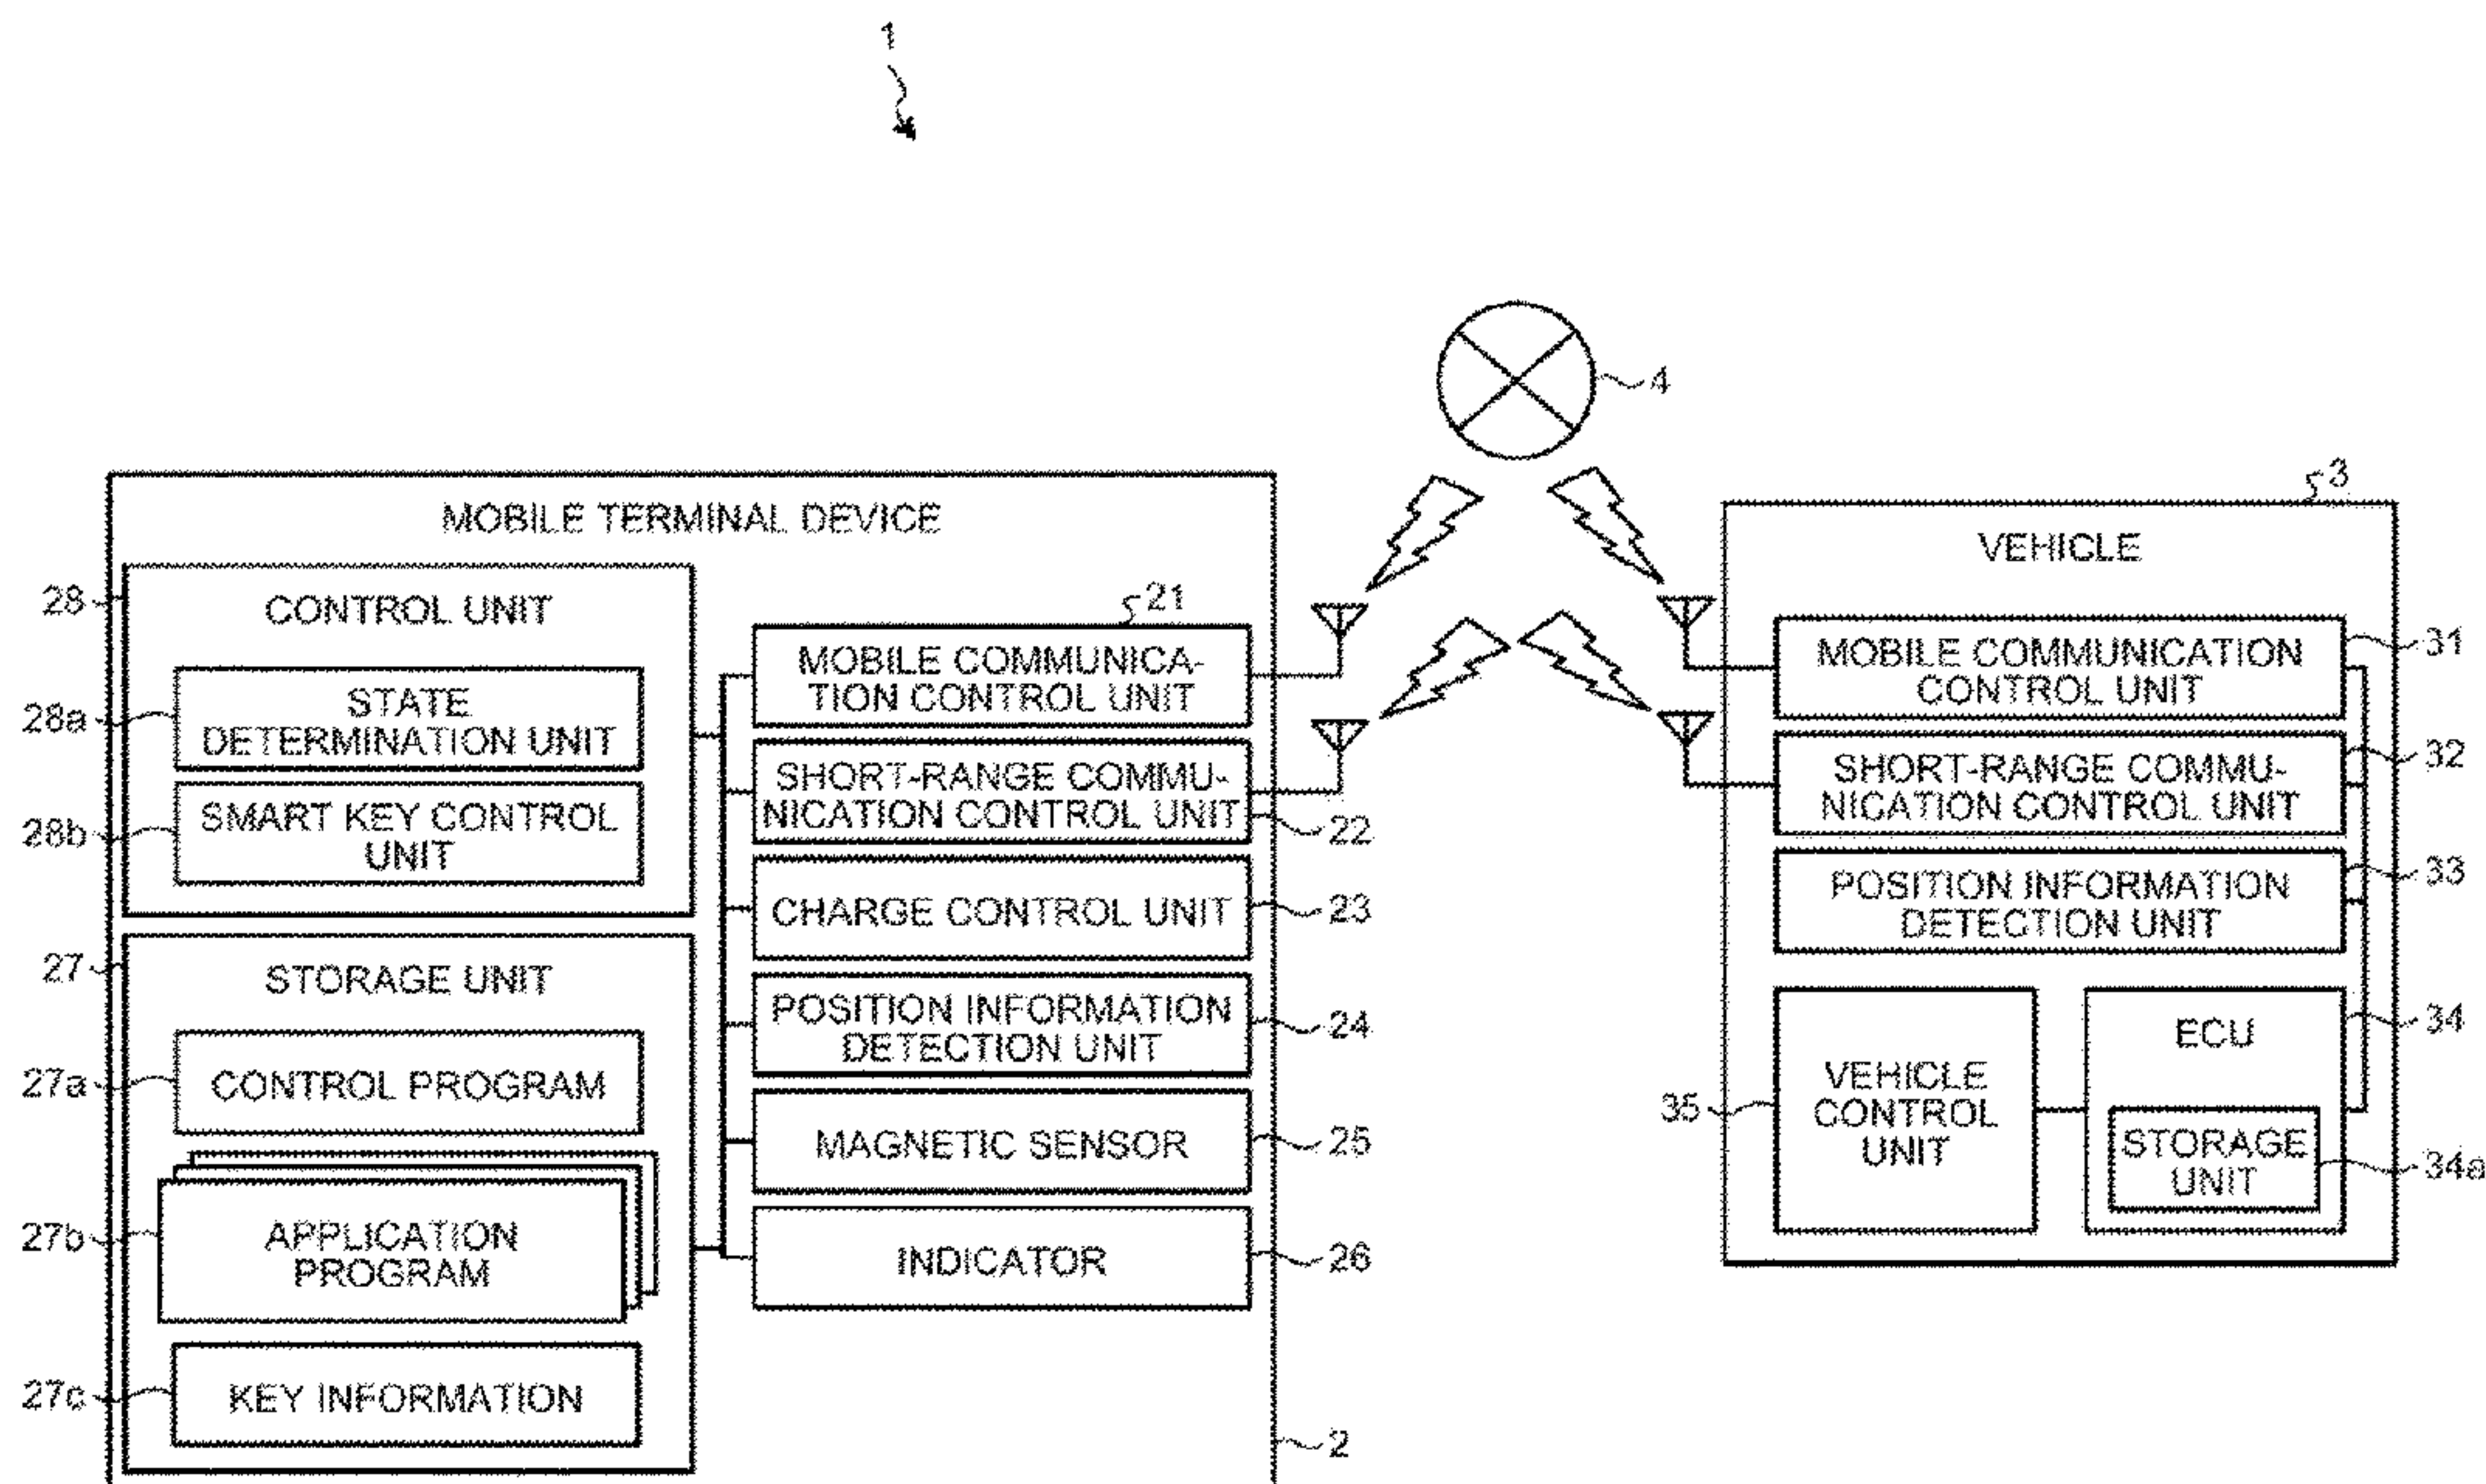 1
4
MOBILE TERMINAL DEVICE
28
CONTROL UNIT
28a
STATE
DETERMINATION UNIT
28b
SMART KEY CONTROL
UNIT
27
STORAGE UNIT
27a
CONTROL PROGRAM
27b
APPLICATION
PROGRAM
27c
KEY INFORMATION
21
MOBILE COMMUNICA-
TION CONTROL UNIT
SHORT-RANGE COMMU-
NICATION CONTROL UNIT
22
CHARGE CONTROL UNIT
23
POSITION INFORMATION
DETECTION UNIT
24
MAGNETIC SENSOR
25
INDICATOR
26
2
3
VEHICLE
MOBILE COMMUNICATION
CONTROL UNIT
31
SHORT-RANGE COMMU-
NICATION CONTROL UNIT
32
POSITION INFORMATION
DETECTION UNIT
33
35
VEHICLE
CONTROL
UNIT
ECU
34
STORAGE
UNIT
34a